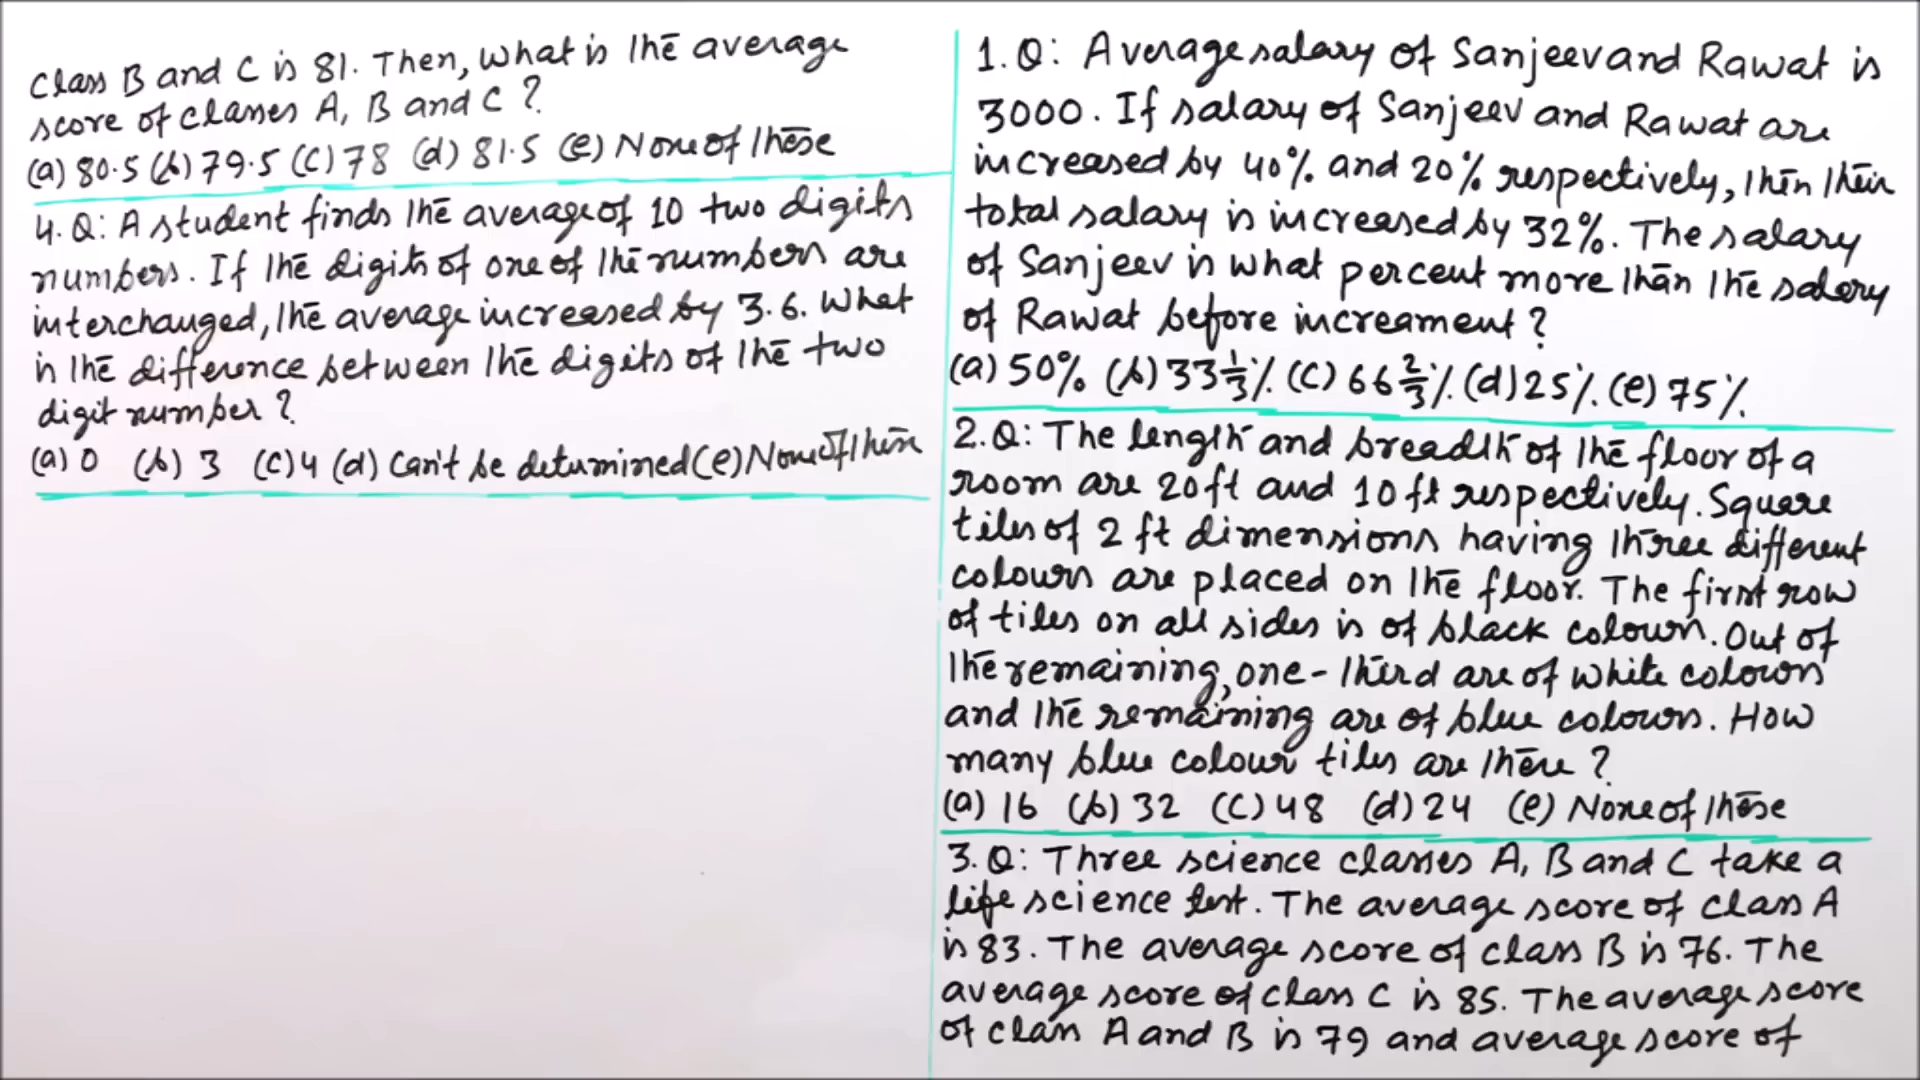 1.Q: Average salary of Sanjeev and Rawat is
3000. If salary of Sanjeev and Rawat are
increased by 40% and 20% respectively, then their
total salary is increased by 32%. The salary
of Sanjeev is what percent more than the salary
of Rawat before increament?
(a) 50% (b) 33 1/3 % (c) 66 2/3 % (d) 25% (e) 75%
2.Q: The length and breadth of the floor of a
room are 20ft and 10ft respectively. Square
tiles of 2 ft dimensions having three different
colours are placed on the floor. The first row
of tiles on all sides is of black colour. Out of
the remaining, one-third are of white colours
and the remaining are of blue colours. How
many blue colour tiles are there?
(a) 16 (b) 32 (c) 48 (d) 24 (e) None of these
3.Q: Three science classes A, B and C take a
life science test. The average score of class A
is 83. The average score of class B is 76. The
average score of class C is 85. The average score
of class A and B is 79 and average score of
Class B and C is 81. Then, what is the average
score of classes A, B and C?
(a) 80.5 (b) 79.5 (c) 78 (d) 81.5 (e) None of these
4.Q: A student finds the average of 10 two digits
numbers. If the digits of one of the numbers are
interchanged, the average increased by 3.6. What
is the difference between the digits of the two
digit number?
(a) 0 (b) 3 (c) 4 (d) Can't be determined (e) None of these